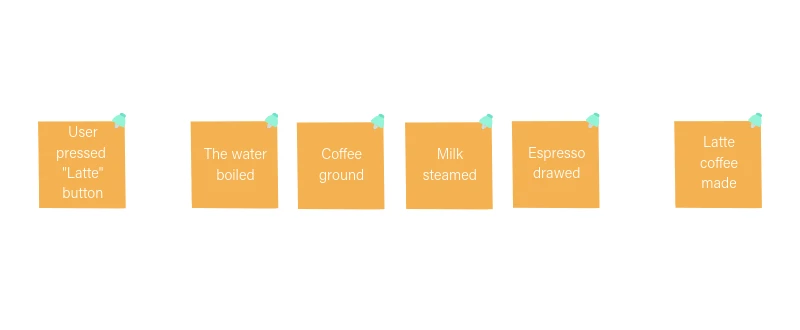 User
pressed
"Latte"
button
The water
boiled
Coffee
ground
Milk
steamed
Espresso
drawed
Latte
coffee
made